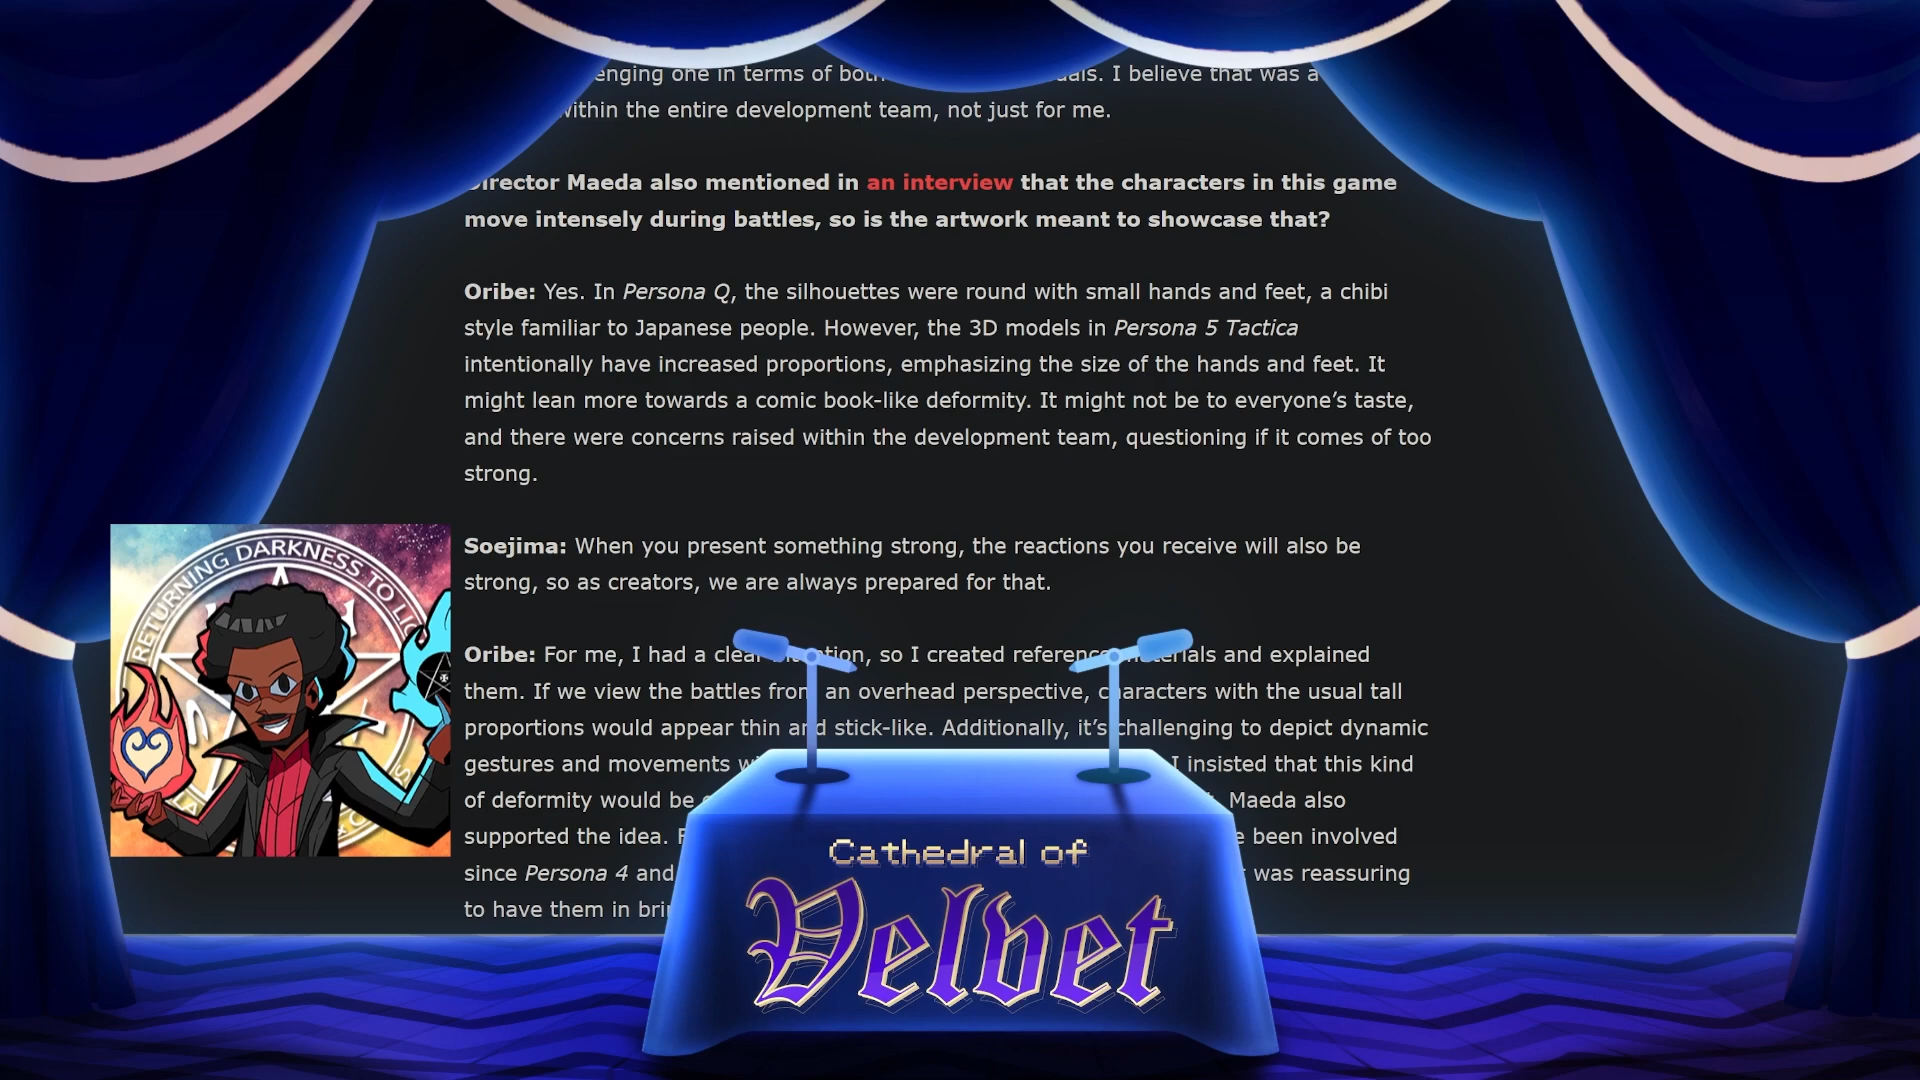 enging one in terms of both I believe that was a
within the entire development team, not just for me.
Director Maeda also mentioned in an interview that the characters in this game
move intensely during battles, so is the artwork meant to showcase that?
Oribe: Yes. In Persona Q, the silhouettes were round with small hands and feet, a chibi
style familiar to Japanese people. However, the 3D models in Persona 5 Tactica
intentionally have increased proportions, emphasizing the size of the hands and feet. It
might lean more towards a comic book-like deformity. It might not be to everyone’s taste,
and there were concerns raised within the development team, questioning if it comes of too
strong.
Soejima: When you present something strong, the reactions you receive will also be
strong, so as creators, we are always prepared for that.
RETURNING DARKNESS TO
Oribe: For me, I had a clear so I created reference materials and explained
them. If we view the battles from an overhead perspective, characters with the usual tall
proportions would appear thin and stick-like. Additionally, it’s challenging to depict dynamic
gestures and movements I insisted that this kind
of deformity would be Maeda also
supported the idea. been involved
since Persona 4 and was reassuring
to have them in
Cathedral of
Velvet